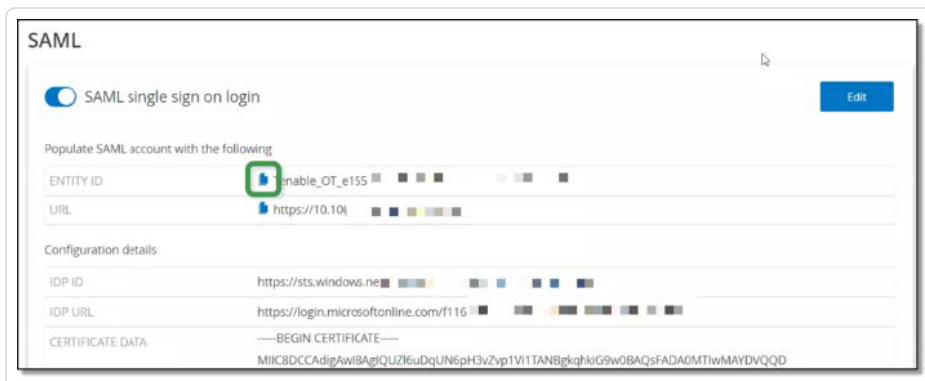 SAML
SAML single sign on login
Edit
Populate SAML account with the following
ENTITY ID enable_OT_e155
URL https://10.10
Configuration details
IDP ID https://sts.windows.ne
IDP URL https://login.microsoftonline.com/f116
CERTIFICATE DATA -----BEGIN CERTIFICATE-----